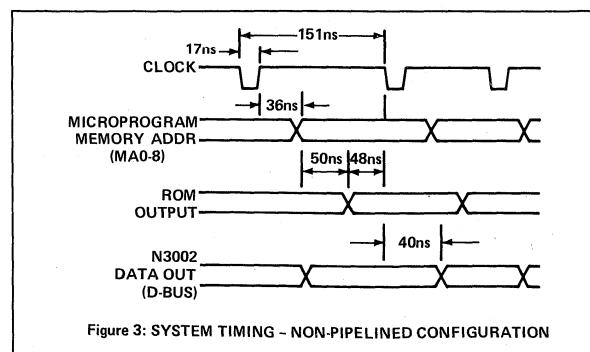 151ns
17ns
CLOCK
36ns
MICROPROGRAM
MEMORY ADDR
(MA0-8)
50ns 48ns
ROM
OUTPUT
40ns
N3002
DATA OUT
(D-BUS)
Figure 3: SYSTEM TIMING – NON-PIPELINED CONFIGURATION